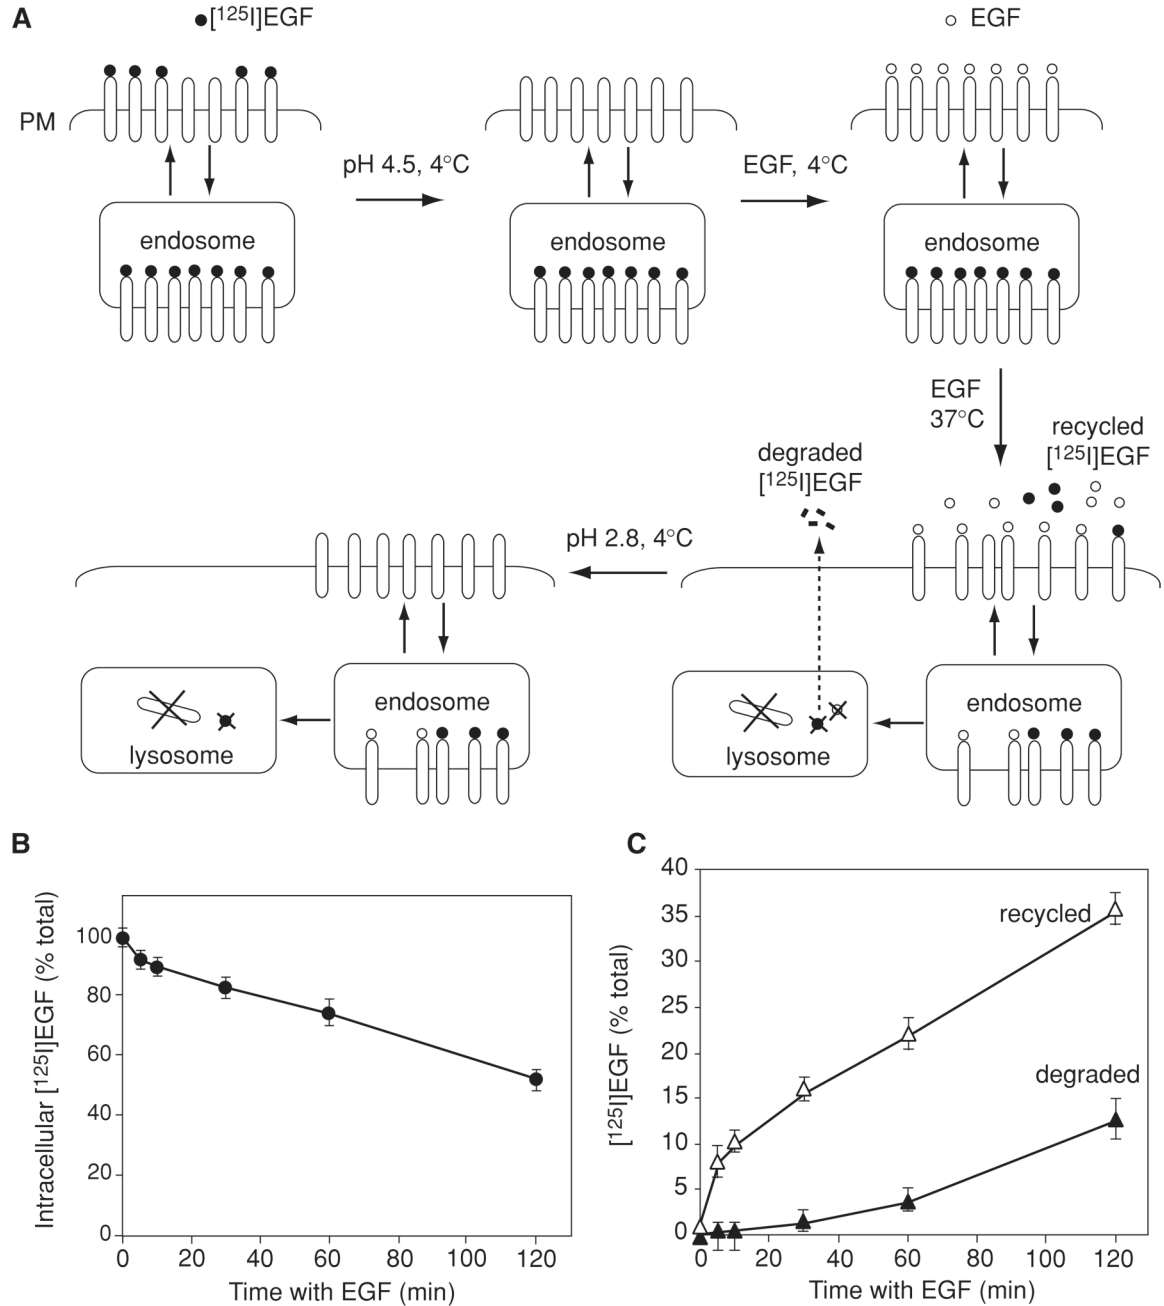 A
[125I]EGF
EGF
PM
pH 4.5, 4°C
EGF, 4°C
endosome
endosome
endosome
EGF
37°C
recycled
[125I]EGF
degraded
[125I]EGF
pH 2.8, 4°C
endosome
lysosome
endosome
lysosome
B
Intracellular [125I]EGF (% total)
100
80
60
40
20
0
0 20 40 60 80 100 120
Time with EGF (min)
C
[125I]EGF (% total)
40
35
30
25
20
15
10
5
0
recycled
degraded
0 20 40 60 80 100 120
Time with EGF (min)